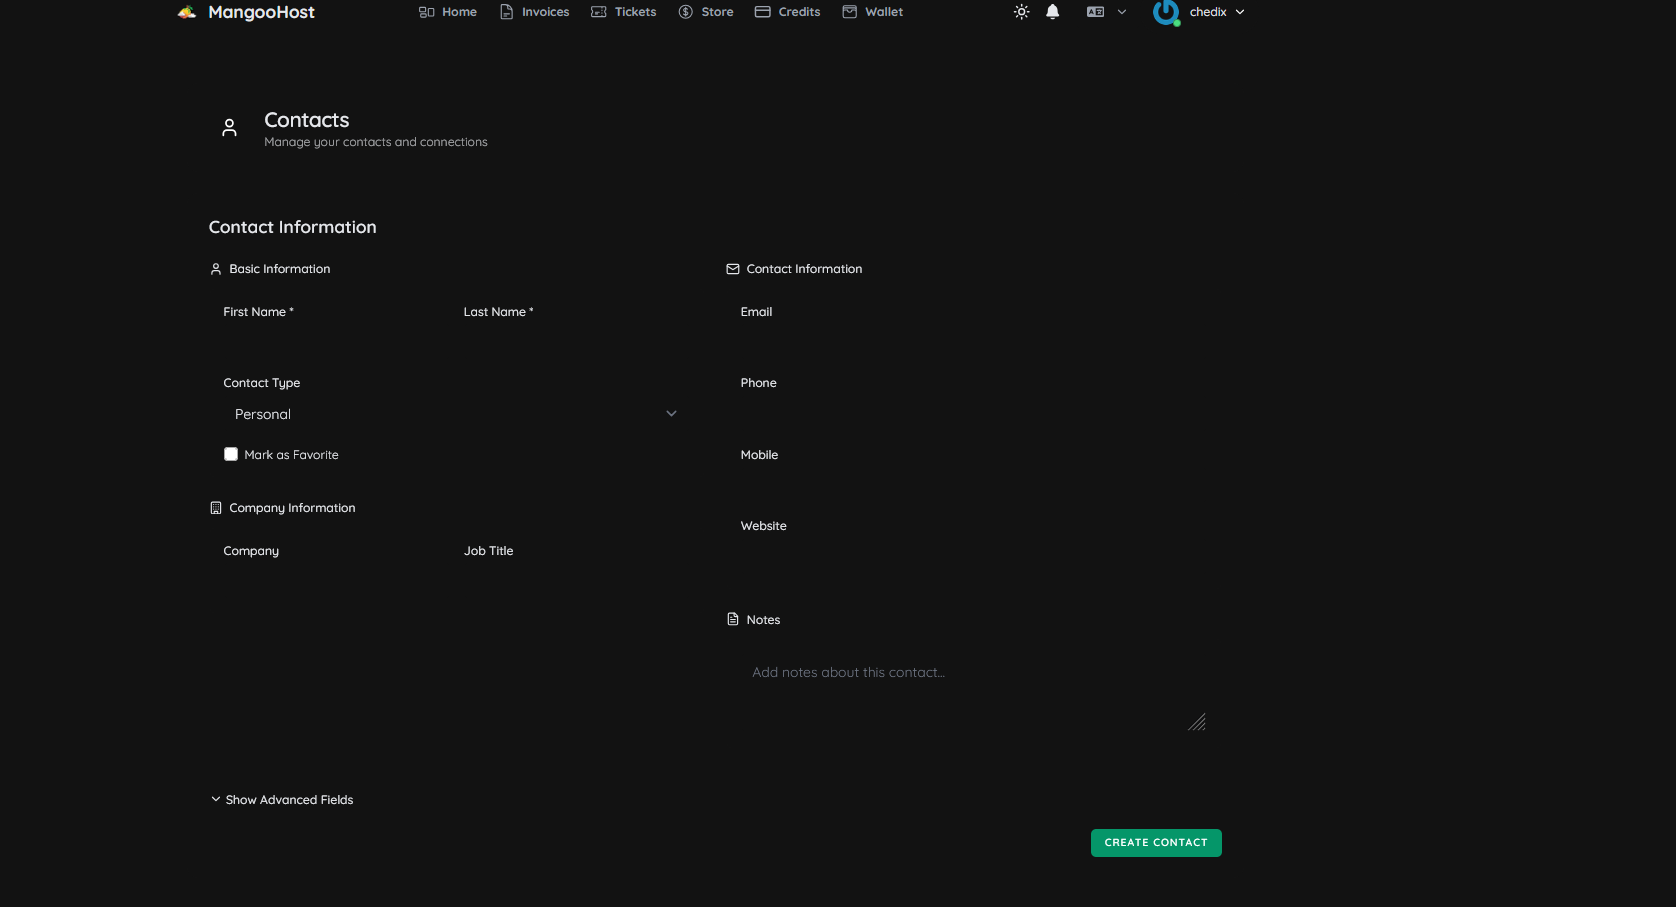 MangooHost
Home
Invoices
Tickets
Store
Credits
Wallet
chedix
Contacts
Manage your contacts and connections
Contact Information
Basic Information
First Name *
Last Name *
Contact Type
Personal
Mark as Favorite
Company Information
Company
Job Title
Contact Information
Email
Phone
Mobile
Website
Notes
Add notes about this contact...
Show Advanced Fields
CREATE CONTACT